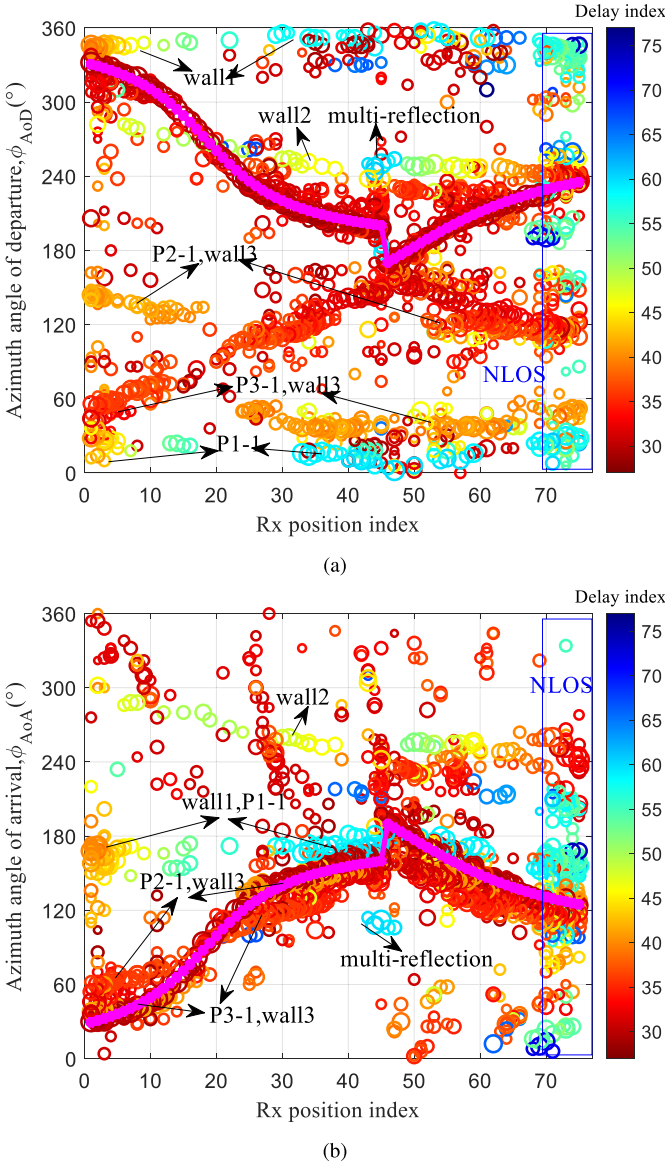 Delay index
360
300
240
180
120
60
0
Azimuth angle of departure,ϕAoD(°)
wall1
wall2
multi-reflection
P2-1,wall3
P3-1,wall3
P1-1
NLOS
75
70
65
60
55
50
45
40
35
30
0 10 20 30 40 50 60 70
Rx position index
(a)
Delay index
360
300
240
180
120
60
0
Azimuth angle of arrival,ϕAoA(°)
NLOS
wall2
wall1,P1-1
P2-1,wall3
multi-reflection
P3-1,wall3
75
70
65
60
55
50
45
40
35
30
0 10 20 30 40 50 60 70
Rx position index
(b)